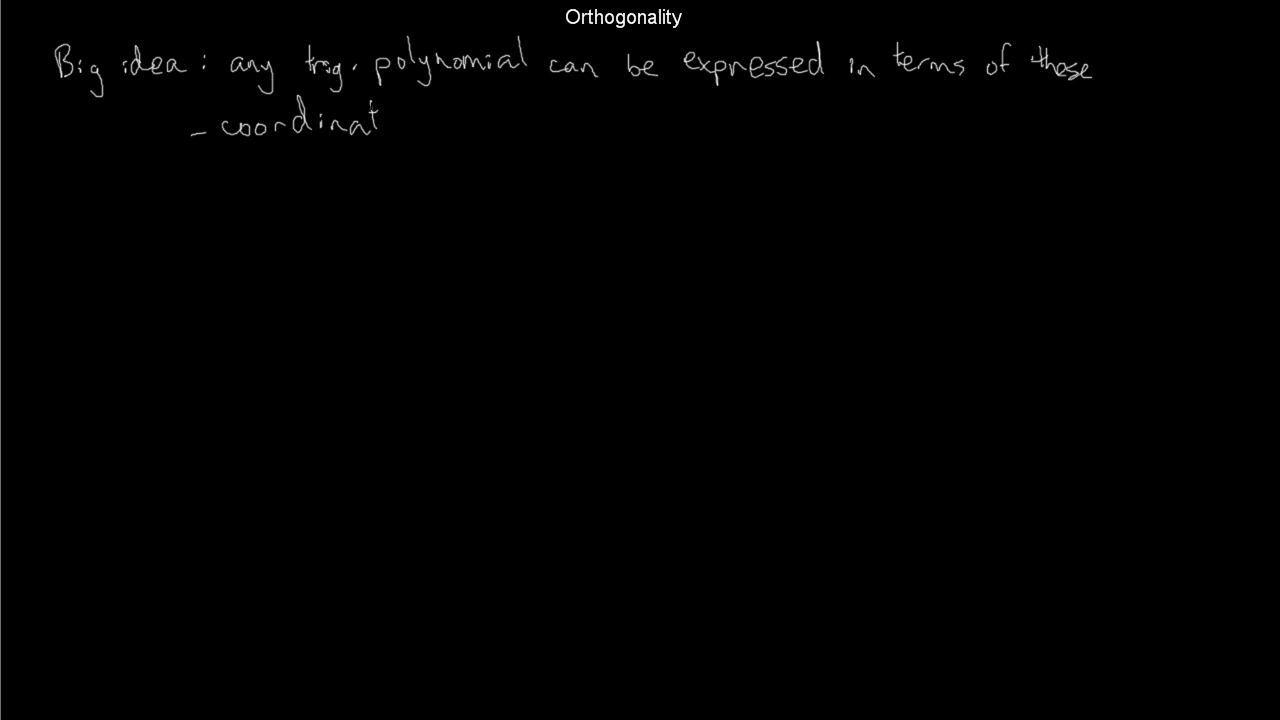 Orthogonality
Big idea: any trig. polynomial can be expressed in terms of these
- coordinat